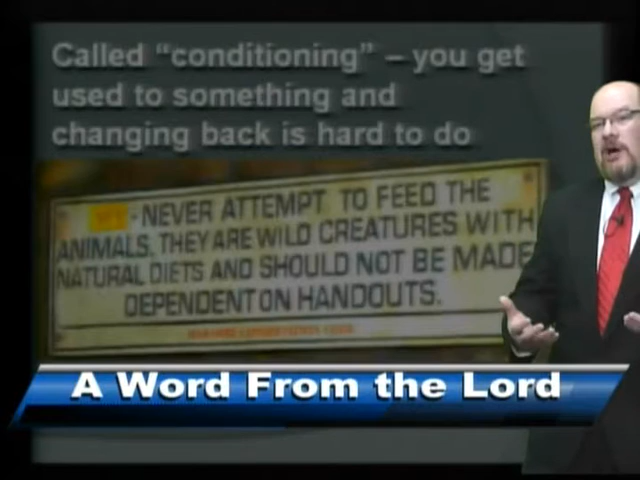 Called “conditioning” – you get
used to something and
changing back is hard to do
- NEVER ATTEMPT TO FEED THE
ANIMALS. THEY ARE WILD CREATURES WITH
NATURAL DIETS AND SHOULD NOT BE MADE
DEPENDENT ON HANDOUTS.
A Word From the Lord